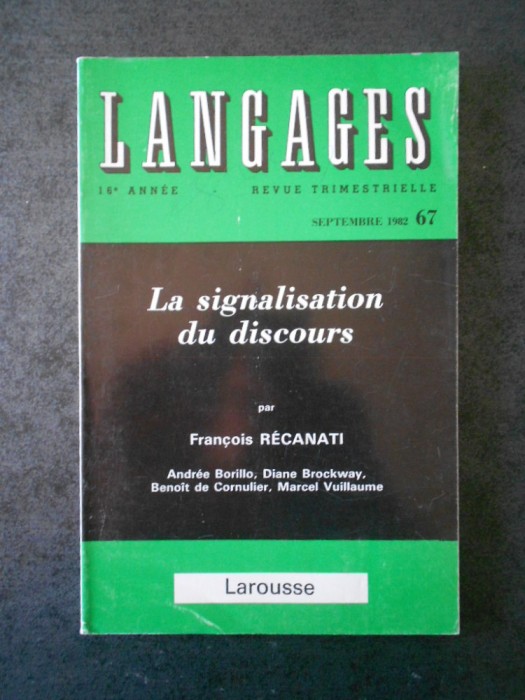 LANGAGES
16e ANNÉE REVUE TRIMESTRIELLE
SEPTEMBRE 1982 67
La signalisation
du discours
par
François RÉCANATI
Andrée Borillo, Diane Brockway,
Benoît de Cornulier, Marcel Vuillaume
Larousse